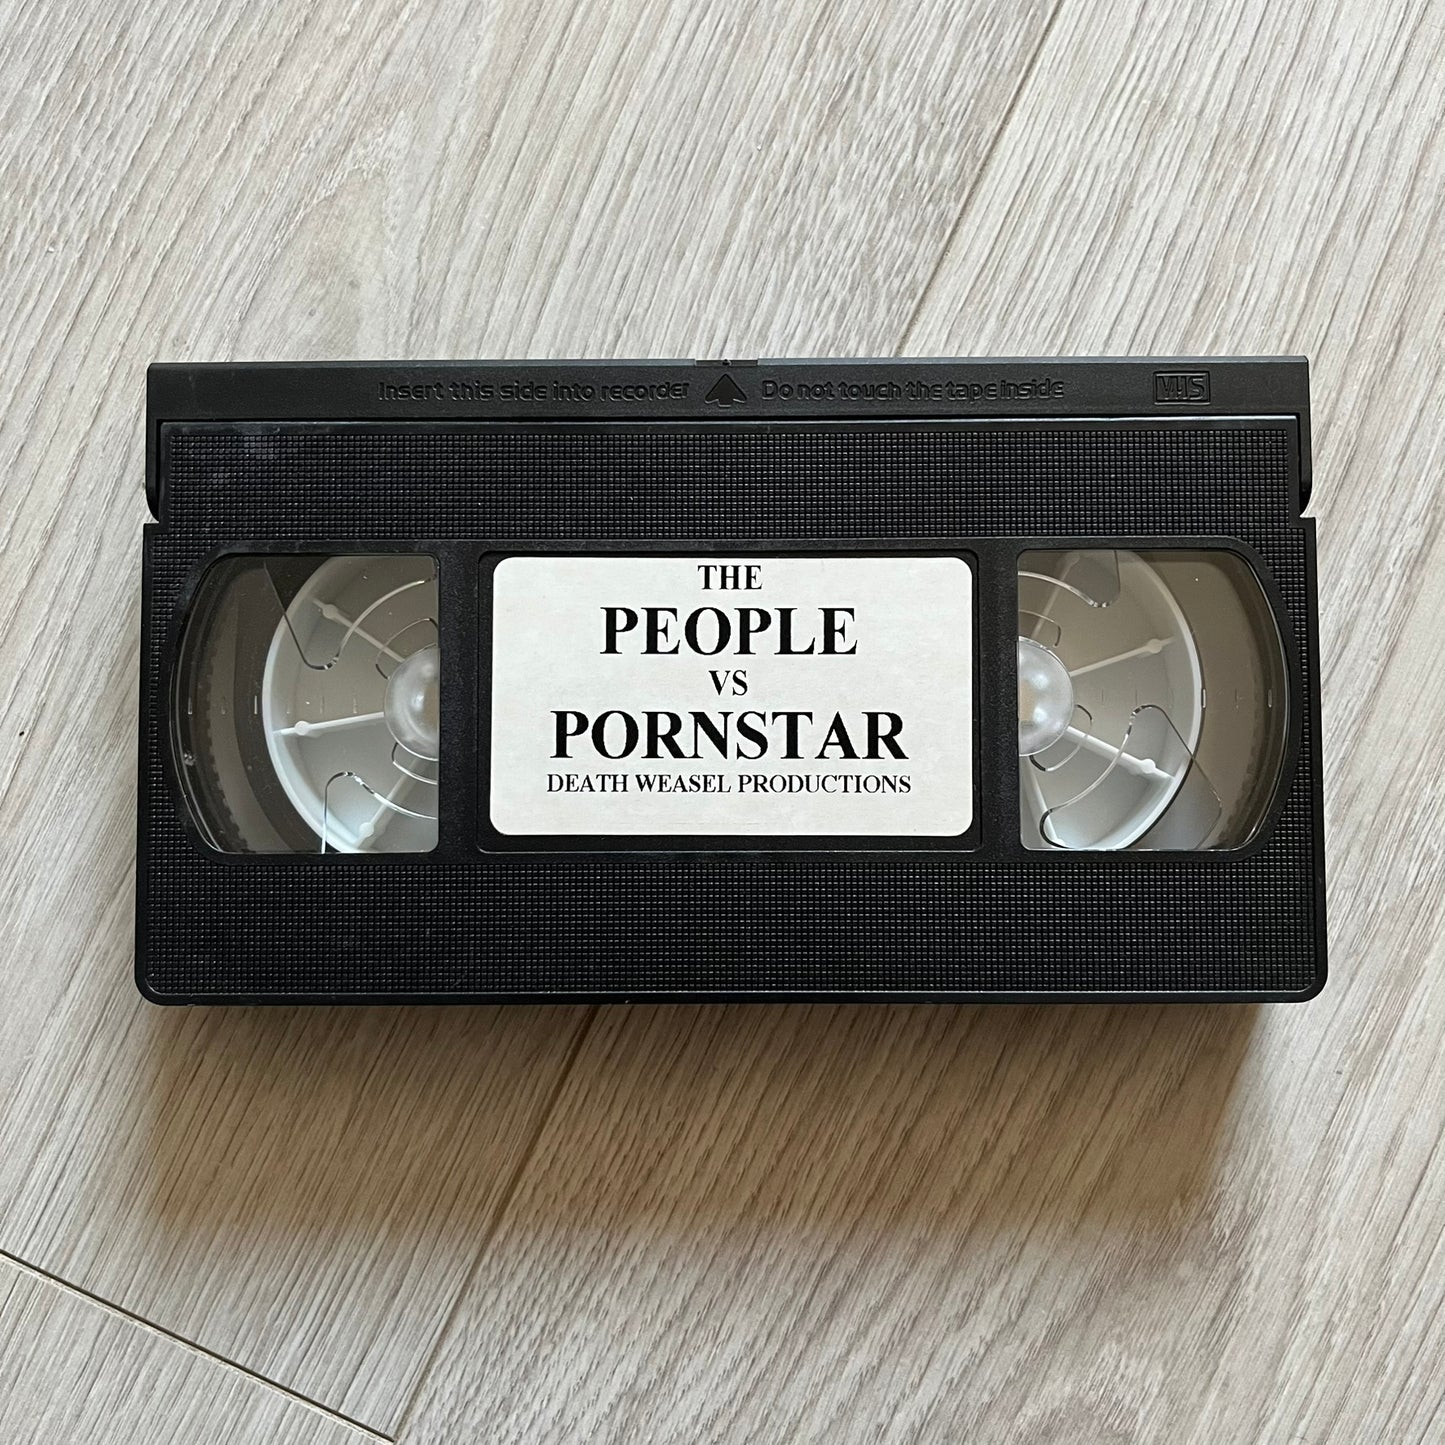 Insert this side into recorder Do not touch the tape inside VHS
THE
PEOPLE
VS
PORNSTAR
DEATH WEASEL PRODUCTIONS